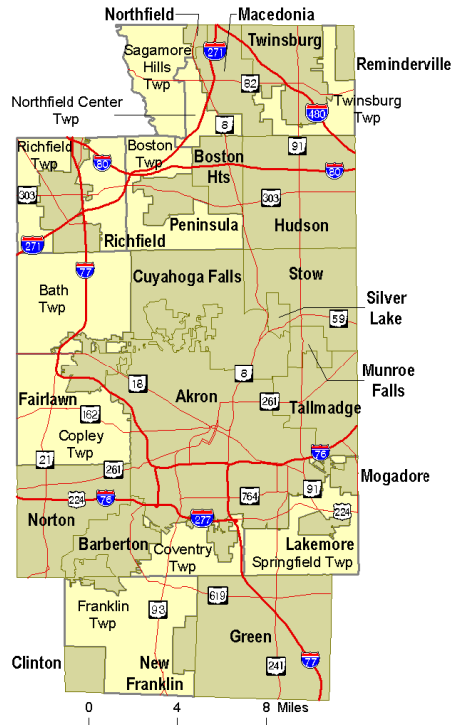 Northfield
Macedonia
Sagamore
Hills
Twp
271
Twinsburg
Reminderville
82
Northfield Center
Twp
480
Twinsburg
Twp
8
Richfield
Twp
80
Boston
Twp
Boston
Hts
91
80
303
303
Peninsula
Hudson
271
Richfield
77
Cuyahoga Falls
Stow
Bath
Twp
Silver
Lake
59
18
8
Munroe
Falls
Fairlawn
162
Akron
261
Tallmadge
Copley
Twp
21
261
76
Mogadore
224
76
764
91
224
Norton
277
Barberton
Coventry
Twp
Lakemore
Springfield Twp
Franklin
Twp
93
619
Green
Clinton
New
Franklin
241
77
0 4 8 Miles